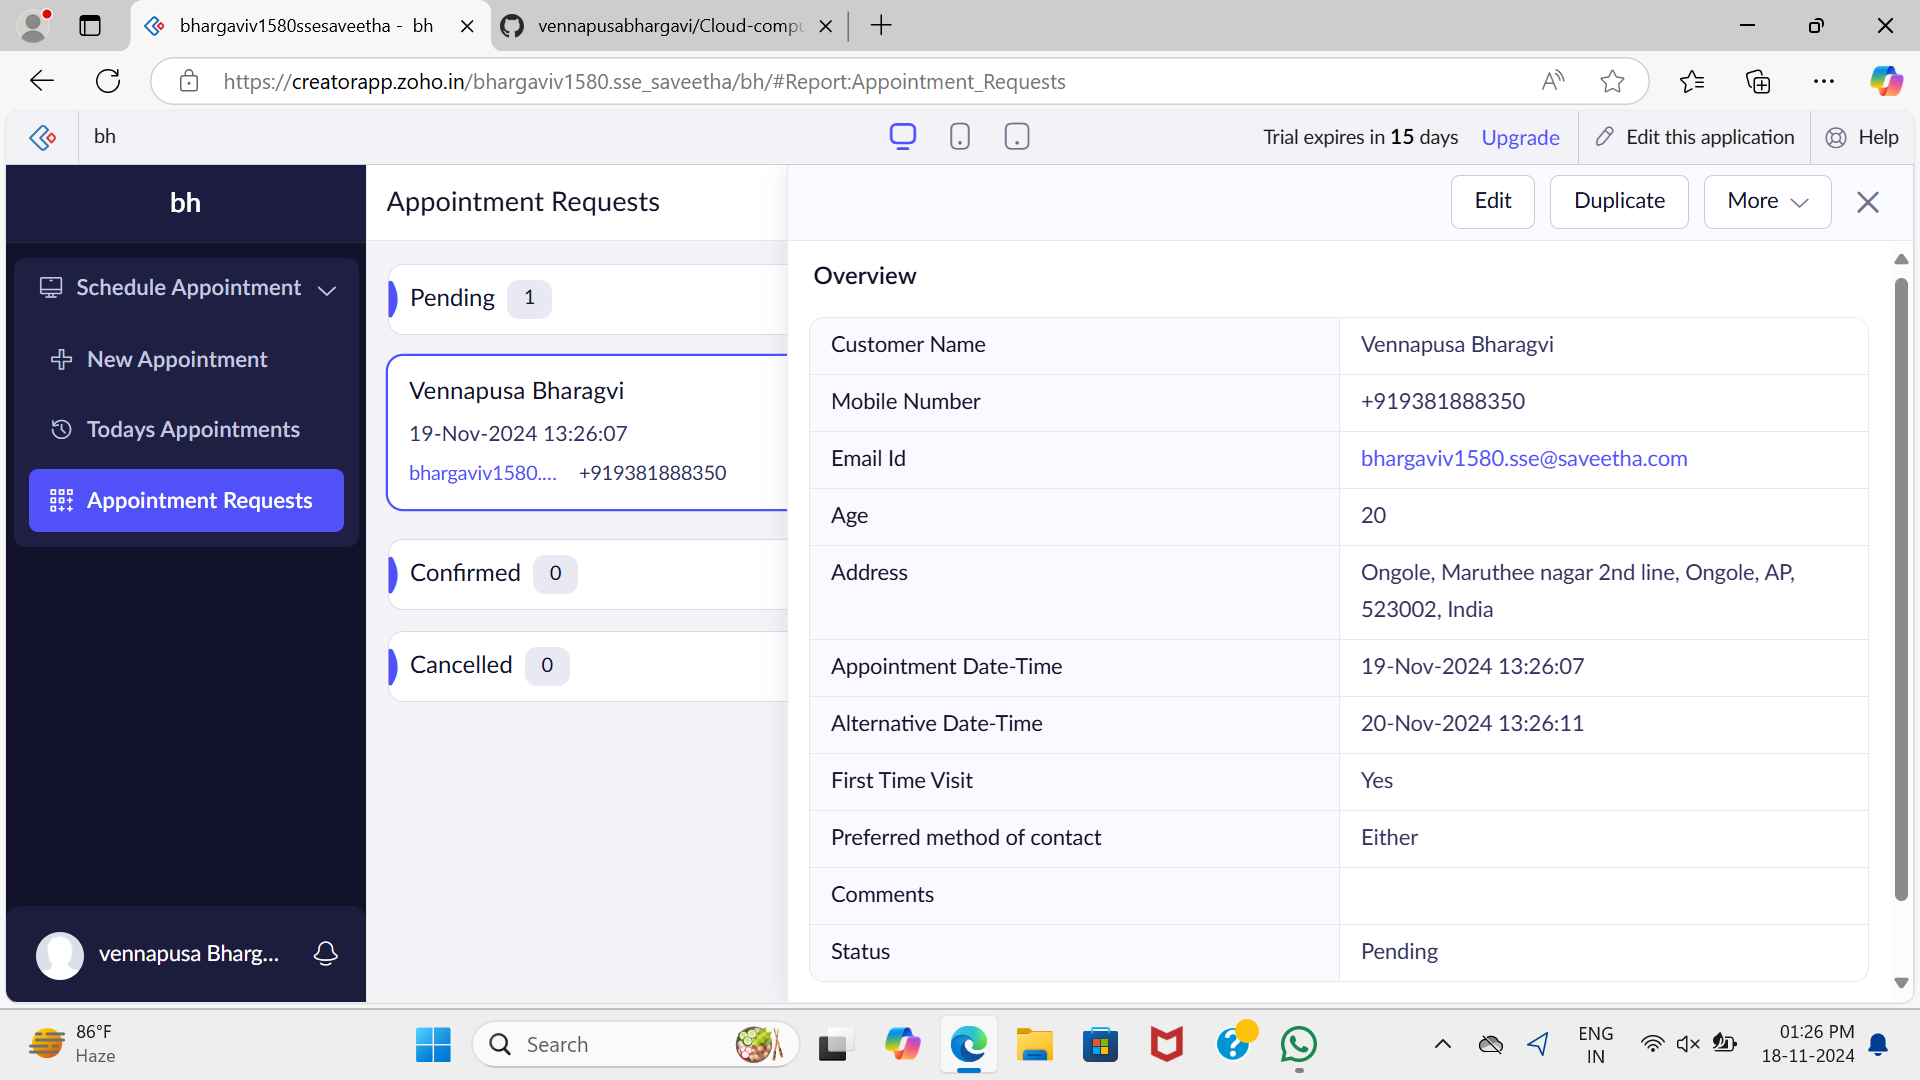 bhargaviv1580ssesaveetha - bh
vennapusabhargavi/Cloud-compu
https://creatorapp.zoho.in/bhargaviv1580.sse_saveetha/bh/#Report:Appointment_Requests
bh
Trial expires in 15 days Upgrade
Edit this application
Help
bh
Schedule Appointment
New Appointment
Todays Appointments
Appointment Requests
vennapusa Bharg...
Appointment Requests
Pending 1
Vennapusa Bharagvi
19-Nov-2024 13:26:07
bhargaviv1580.... +919381888350
Confirmed 0
Cancelled 0
Edit Duplicate More
Overview
Customer Name Vennapusa Bharagvi
Mobile Number +919381888350
Email Id bhargaviv1580.sse@saveetha.com
Age 20
Address Ongole, Maruthee nagar 2nd line, Ongole, AP,
523002, India
Appointment Date-Time 19-Nov-2024 13:26:07
Alternative Date-Time 20-Nov-2024 13:26:11
First Time Visit Yes
Preferred method of contact Either
Comments
Status Pending
86°F
Haze
Search
ENG
IN
01:26 PM
18-11-2024